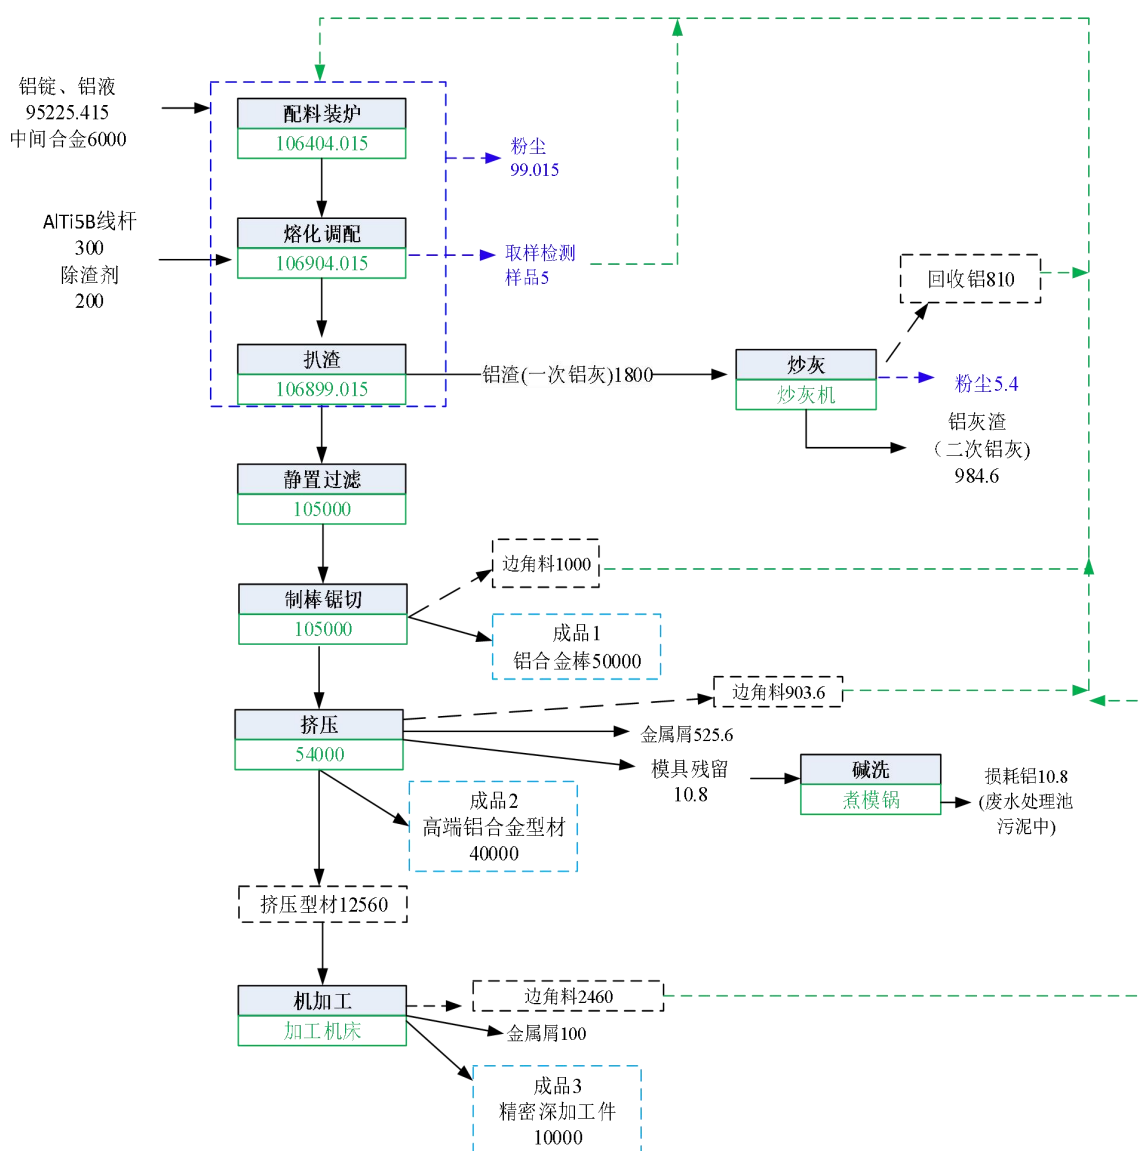 铝锭、铝液
95225.415
中间合金6000
配料装炉
106404.015
粉尘
99.015
AlTi5B线杆
300
除渣剂
200
熔化调配
106904.015
取样检测
样品5
回收铝810
扒渣
106899.015
铝渣(一次铝灰)1800
炒灰
炒灰机
粉尘5.4
铝灰渣
（二次铝灰)
984.6
静置过滤
105000
边角料1000
制棒锯切
105000
成品1
铝合金棒50000
边角料903.6
挤压
54000
金属屑525.6
模具残留
10.8
碱洗
煮模锅
损耗铝10.8
(废水处理池
污泥中)
成品2
高端铝合金型材
40000
挤压型材12560
机加工
加工机床
边角料2460
金属屑100
成品3
精密深加工件
10000